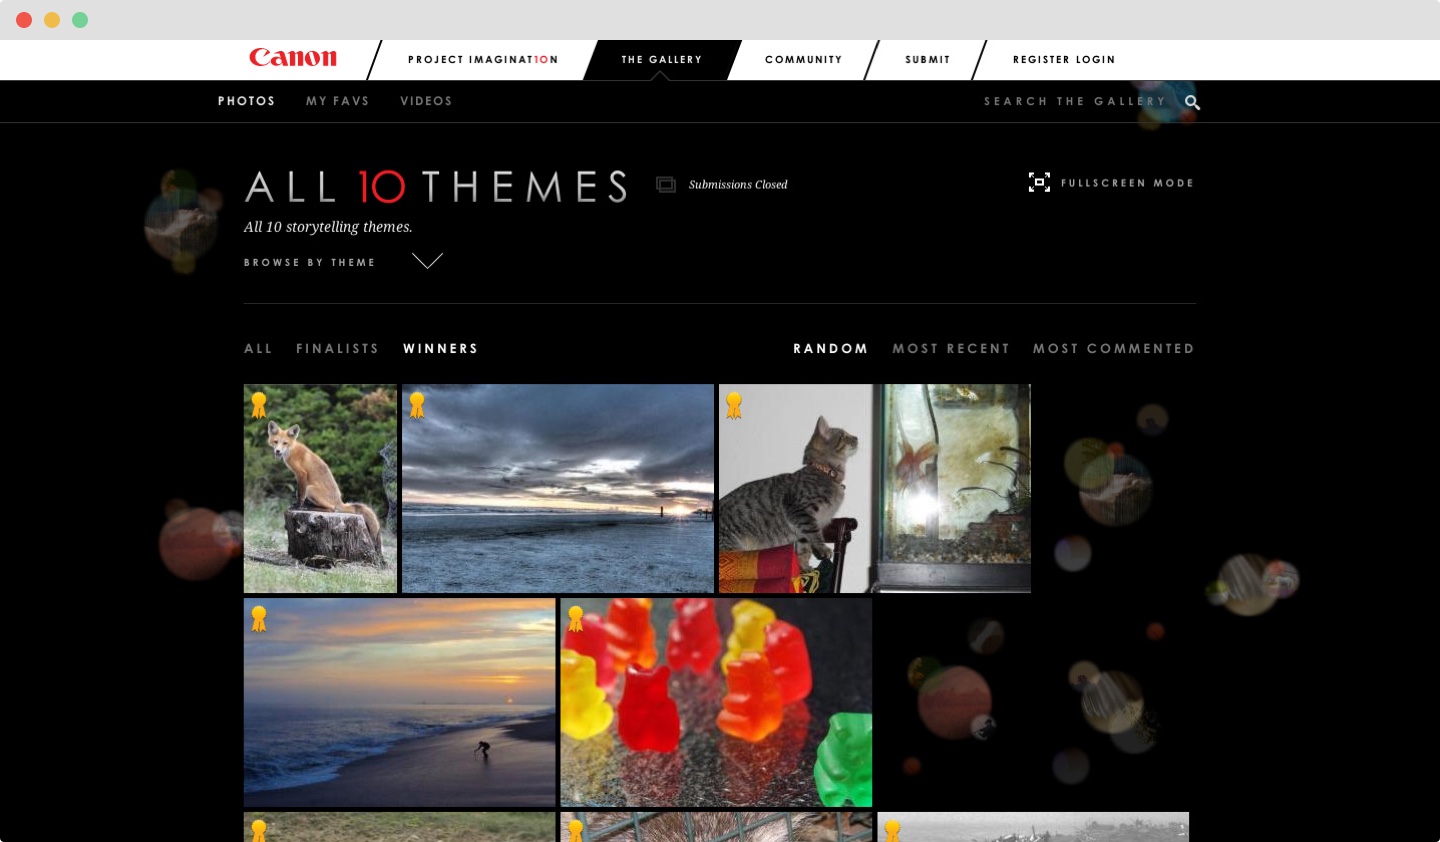 Canon
PROJECT IMAGINAT10N
THE GALLERY
COMMUNITY
SUBMIT
REGISTER LOGIN
PHOTOS
MY FAVS
VIDEOS
SEARCH THE GALLERY
ALL 10 THEMES
Submissions Closed
FULLSCREEN MODE
All 10 storytelling themes.
BROWSE BY THEME
ALL
FINALISTS
WINNERS
RANDOM
MOST RECENT
MOST COMMENTED